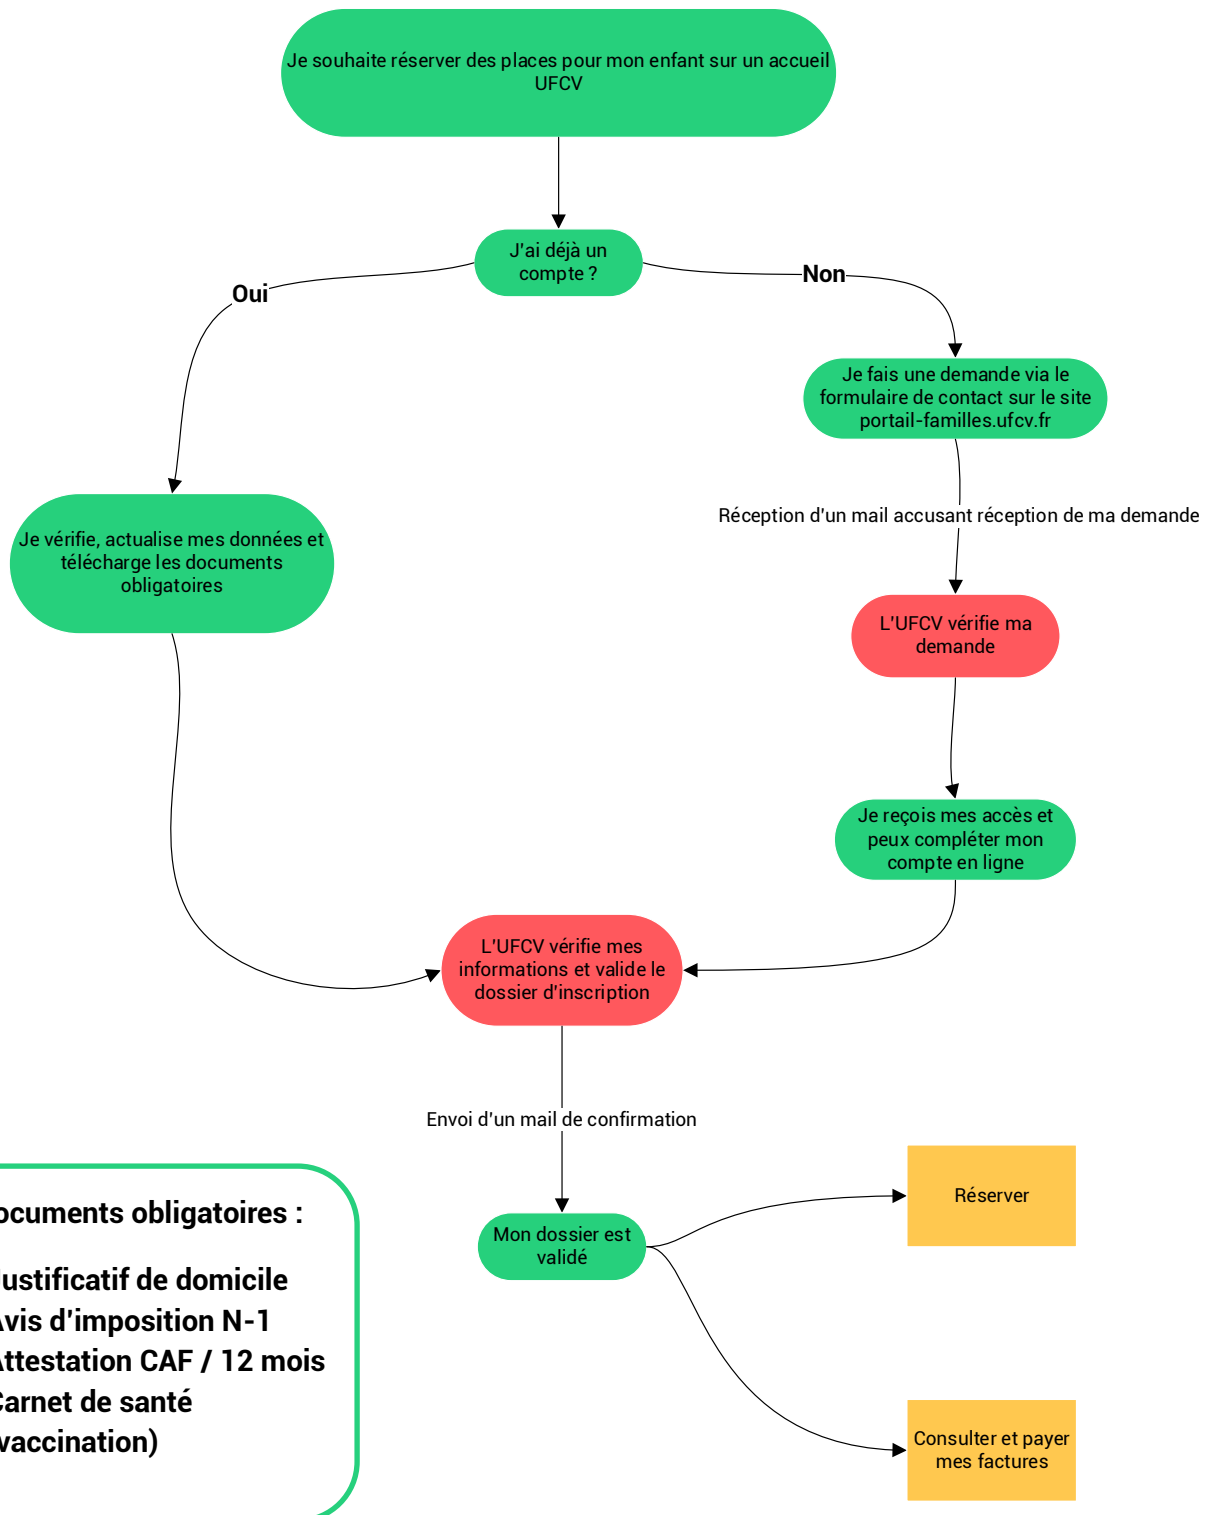 Je souhaite réserver des places pour mon enfant sur un accueil
UFCV
J'ai déjà un
compte ?
Oui
Non
Je fais une demande via le
formulaire de contact sur le site
portail-familles.ufcv.fr
Réception d'un mail accusant réception de ma demande
Je vérifie, actualise mes données et
télécharge les documents
obligatoires
L'UFCV vérifie ma
demande
Je reçois mes accès et
peux compléter mon
compte en ligne
L'UFCV vérifie mes
informations et valide le
dossier d'inscription
Envoi d'un mail de confirmation
Mon dossier est
validé
Réserver
Consulter et payer
mes factures
ocuments obligatoires :
Justificatif de domicile
Avis d'imposition N-1
Attestation CAF / 12 mois
Carnet de santé
vaccination)